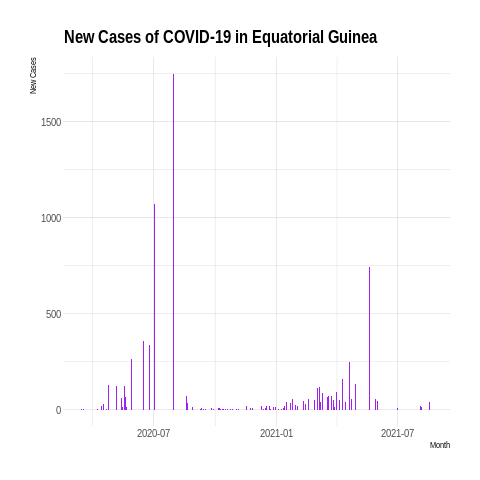 New Cases of COVID-19 in Equatorial Guinea
New Cases
1500
1000
500
0
2020-07
2021-01
2021-07
Month